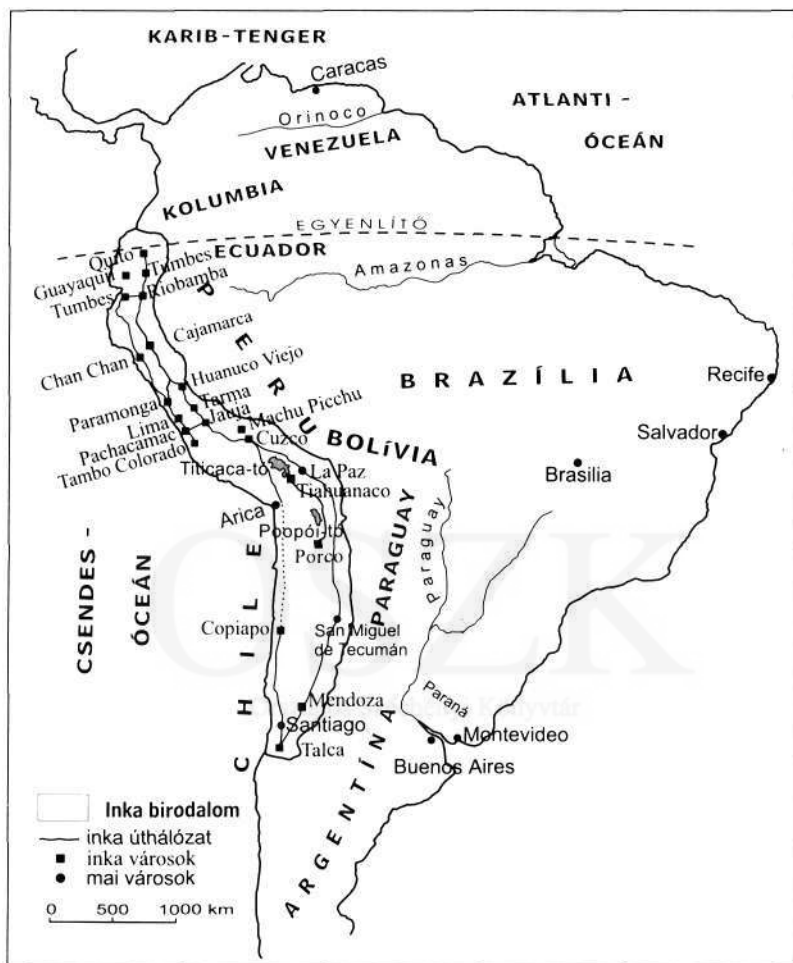 KARIB-TENGER
Caracas
ATLANTI-
ÓCEÁN
Orinoco
VENEZUELA
KOLUMBIA
EGYENLÍTŐ
ECUADOR
Quito
Tumbes
Guayaquil
Amazonas
Tumbes
Riobamba
PERU
Cajamarca
Chan Chan
Huanuco Viejo
BRAZÍLIA
Recife
Paramonga
Tarma
Jauja
Machu Picchu
Lima
Pachacamac
Cuzco
BOLÍVIA
Salvador
Tambo Colorado
Titicaca-tó
La Paz
Brasilia
Tiahuanaco
Arica
Poopói-tó
Porco
PARAGUAY
Paraguay
CSENDES-
ÓCEÁN
CHILE
OSZK
Copiapo
San Miguel
de Tecumán
Mendoza
Paraná
Santiago
Talca
Montevideo
Buenos Aires
ARGENTÍNA
Inka birodalom
inka úthálózat
inka városok
mai városok
0 500 1000 km